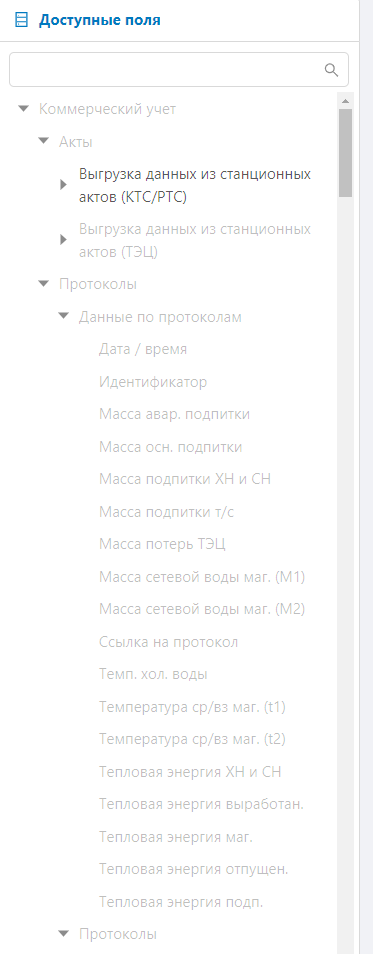 Доступные поля
Коммерческий учет
Акты
Выгрузка данных из станционных
актов (КТС/РТС)
Выгрузка данных из станционных
актов (ТЭЦ)
Протоколы
Данные по протоколам
Дата / время
Идентификатор
Масса авар. подпитки
Масса осн. подпитки
Масса подпитки ХН и СН
Масса подпитки т/с
Масса потерь ТЭЦ
Масса сетевой воды маг. (М1)
Масса сетевой воды маг. (М2)
Ссылка на протокол
Темп. хол. воды
Температура ср/вз маг. (t1)
Температура ср/вз маг. (t2)
Тепловая энергия ХН и СН
Тепловая энергия выработан.
Тепловая энергия маг.
Тепловая энергия отпущен.
Тепловая энергия подп.
Протоколы